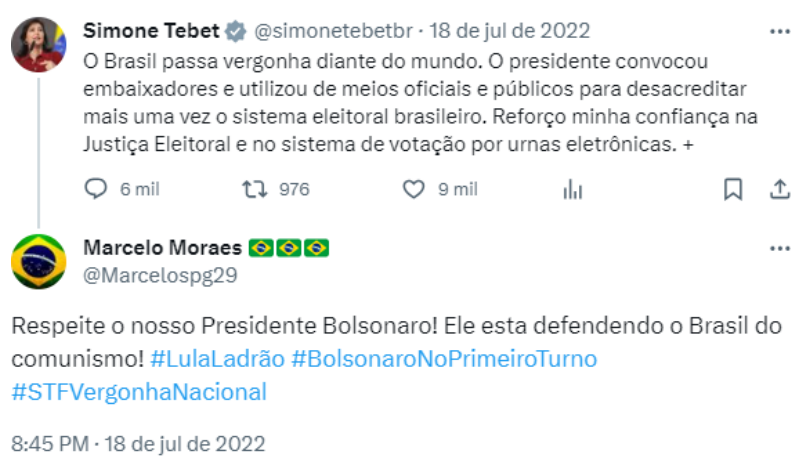 Simone Tebet @simonetebetbr · 18 de jul de 2022
O Brasil passa vergonha diante do mundo. O presidente convocou
embaixadores e utilizou de meios oficiais e públicos para desacreditar
mais uma vez o sistema eleitoral brasileiro. Reforço minha confiança na
Justiça Eleitoral e no sistema de votação por urnas eletrônicas. +
6 mil 976 9 mil
Marcelo Moraes 🇧🇷🇧🇷🇧🇷
@Marcelospg29
Respeite o nosso Presidente Bolsonaro! Ele esta defendendo o Brasil do
comunismo! #LulaLadrão #BolsonaroNoPrimeiroTurno
#STFVergonhaNacional
8:45 PM · 18 de jul de 2022